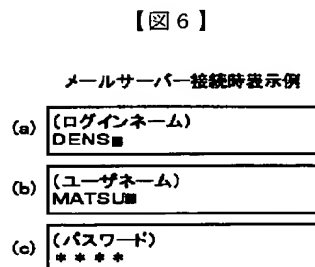 【図6】
メールサーバー接続時表示例
(a) (ログインネーム)
DENS■
(b) (ユーザネーム)
MATSU■
(c) (パスワード)
＊＊＊＊